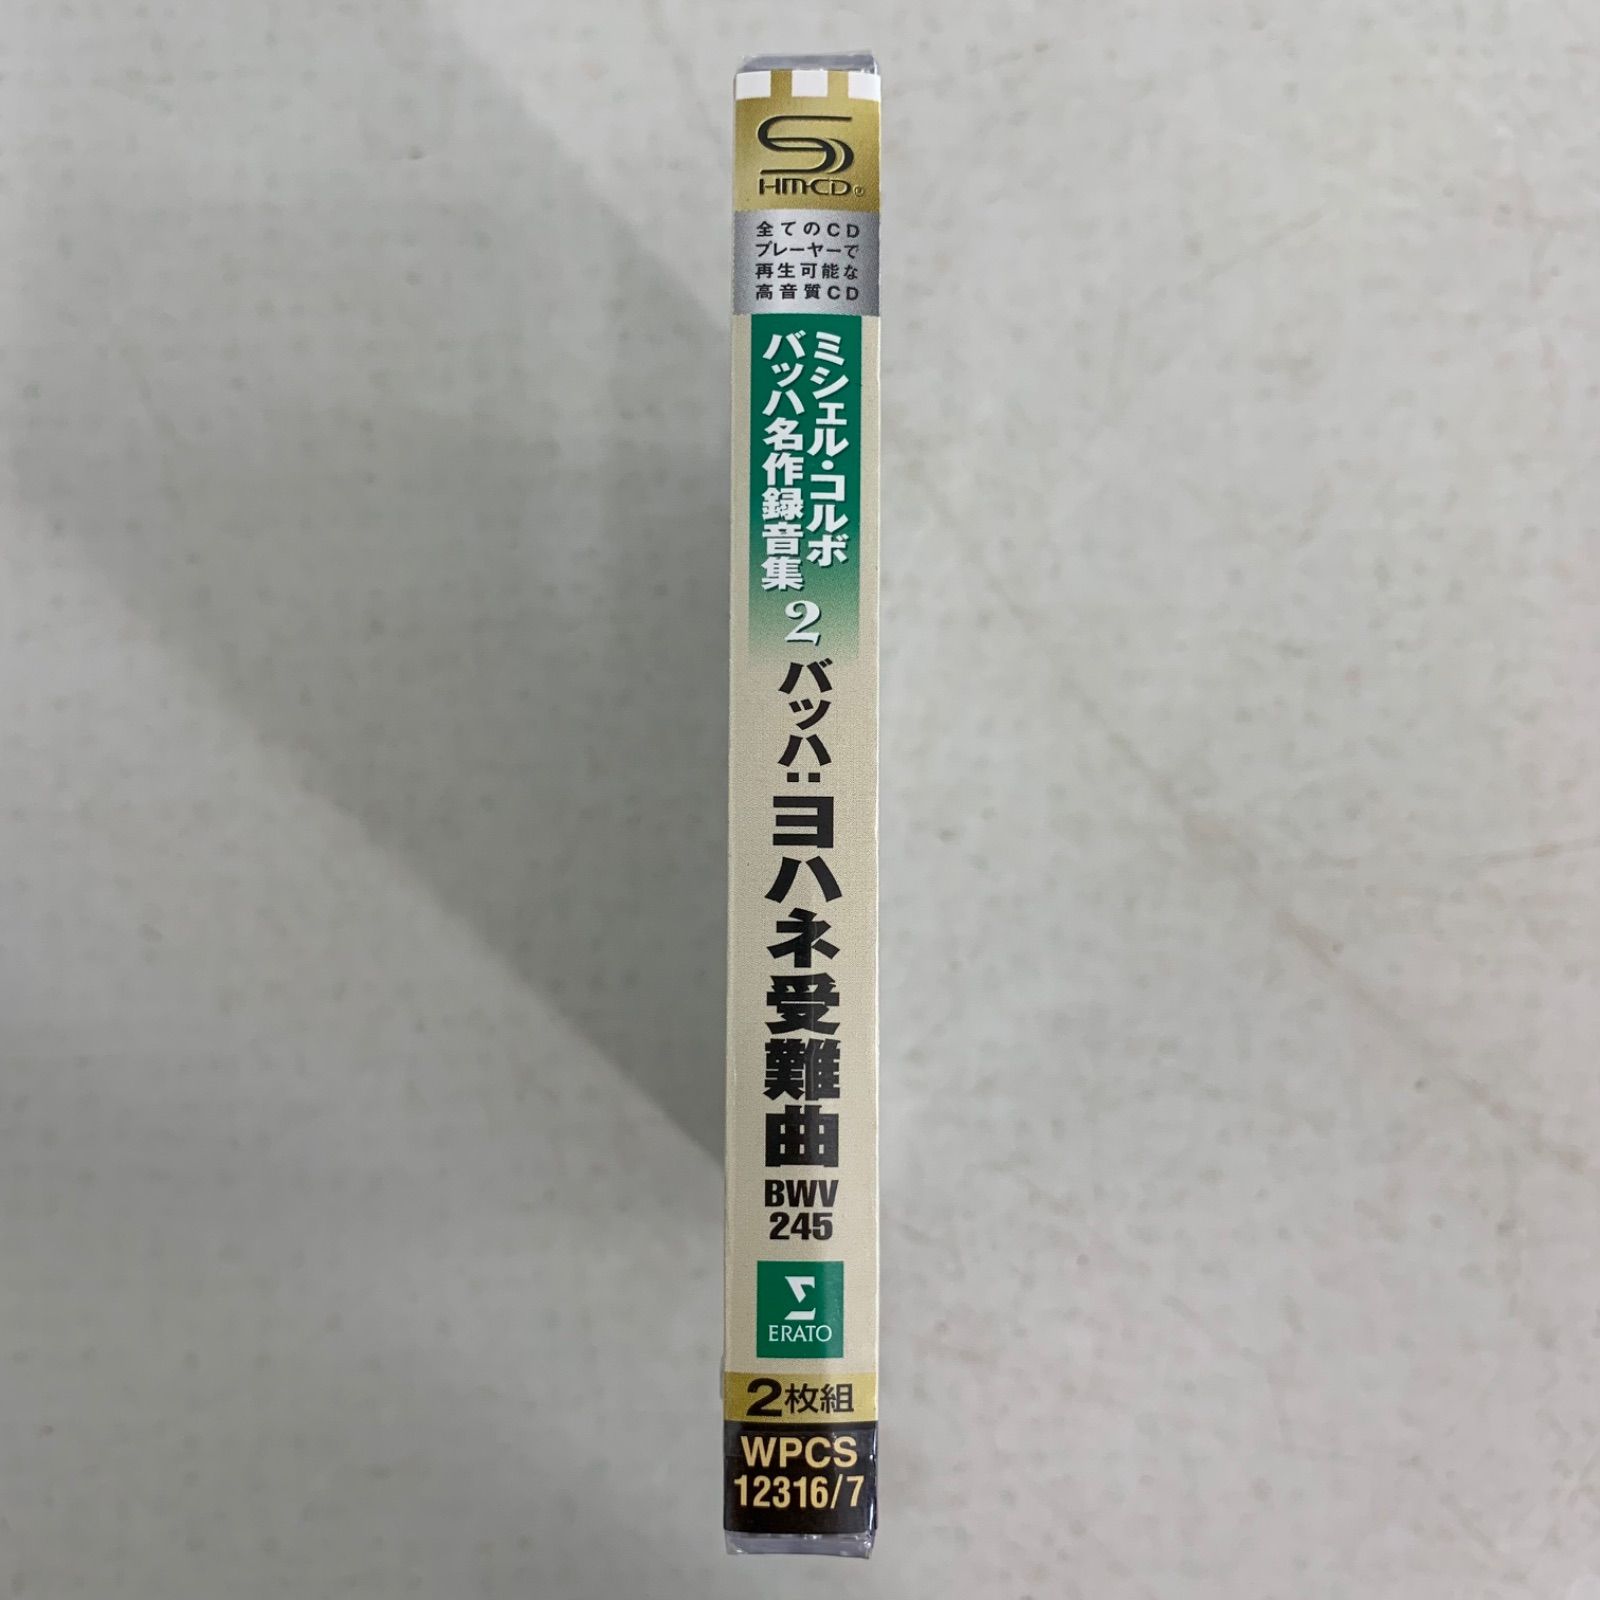 SHM-CD®
全てのCD
プレーヤーで
再生可能な
高音質CD
ミシェル・コルボ
バッハ名作録音集
2
バッハ:ヨハネ受難曲
BWV
245
ERATO
2枚組
WPCS
12316/7